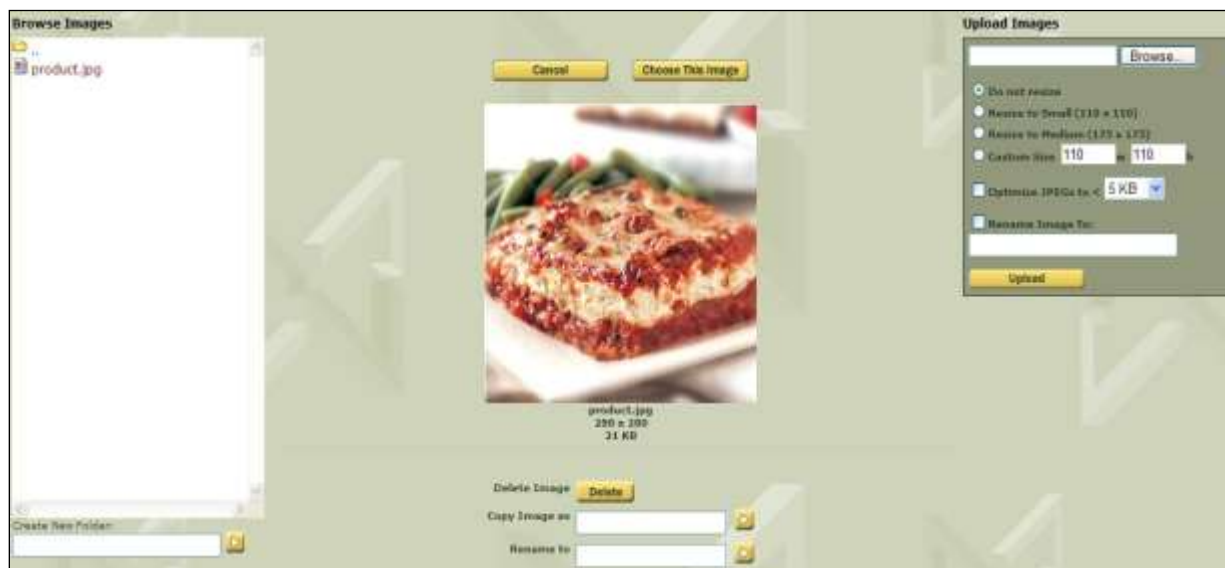 Browse Images
..
product.jpg
Create New Folder:
Cancel
Choose This Image
product.jpg
21 KB
Delete Image
Delete
Copy Image as
Rename to
Upload Images
Browse...
Do not resize
Resize to Small (110 x 110)
Resize to Medium (175 x 175)
Custom Size 110 w 110 h
Optimize JPEGs to < 5 KB
Rename Image To:
Upload